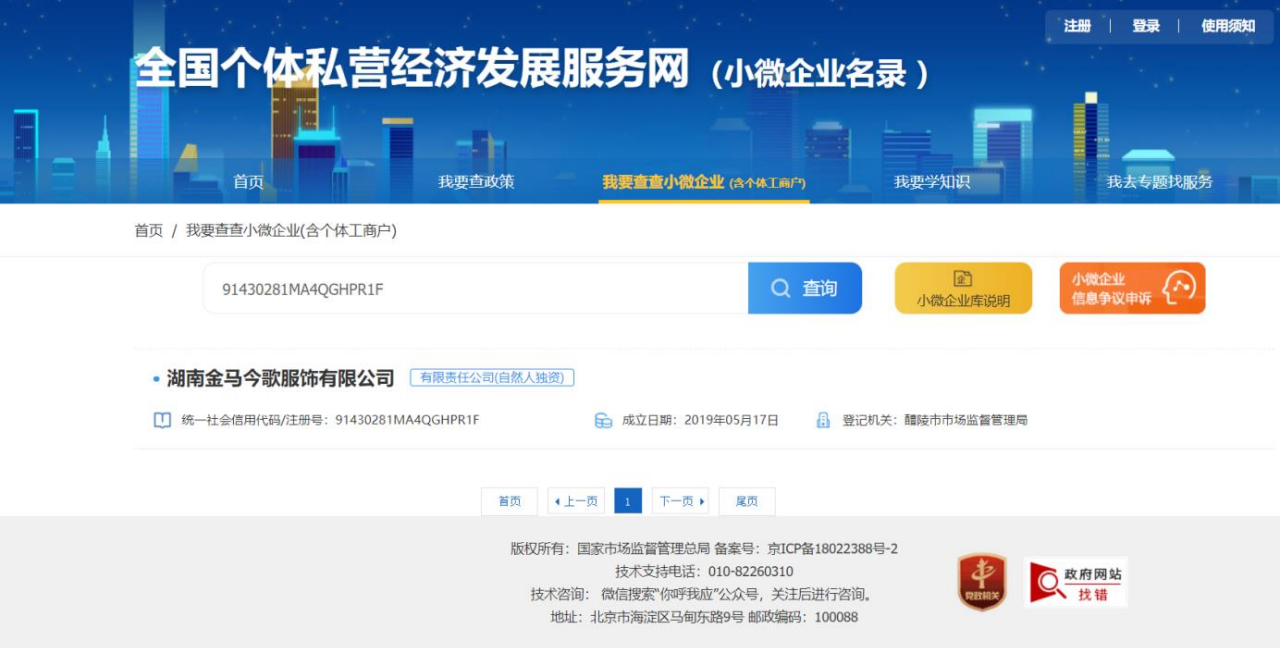 注册 | 登录 | 使用须知
全国个体私营经济发展服务网 (小微企业名录)
首页 我要查政策 我要查查小微企业 (含个体工商户) 我要学知识 我去专题找服务
首页 / 我要查查小微企业(含个体工商户)
91430281MA4QGHPR1F 查询
企
小微企业库说明
小微企业
信息争议申诉
湖南金马今歌服饰有限公司 有限责任公司(自然人独资)
统一社会信用代码/注册号：91430281MA4QGHPR1F 成立日期：2019年05月17日 登记机关：醴陵市市场监督管理局
首页 上一页 1 下一页 尾页
版权所有：国家市场监督管理总局 备案号：京ICP备18022388号-2
技术支持电话：010-82260310
技术咨询： 微信搜索“你呼我应”公众号，关注后进行咨询。
地址：北京市海淀区马甸东路9号 邮政编码：100088
党政机关
政府网站
找错